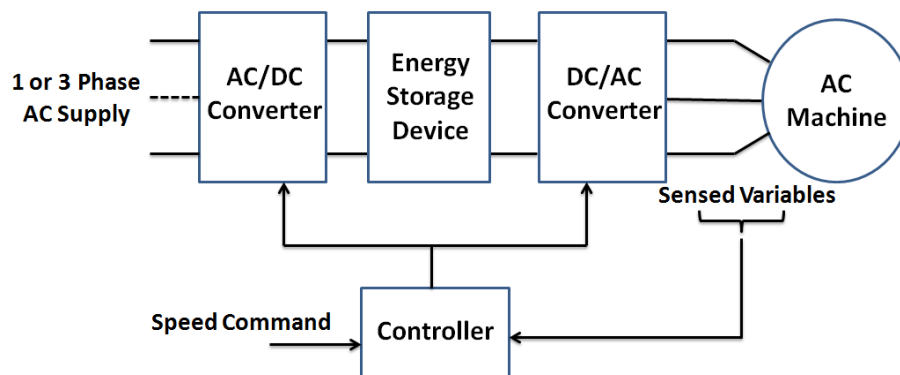 1 or 3 Phase
AC Supply
AC/DC
Converter
Energy
Storage
Device
DC/AC
Converter
AC
Machine
Sensed Variables
Speed Command
Controller